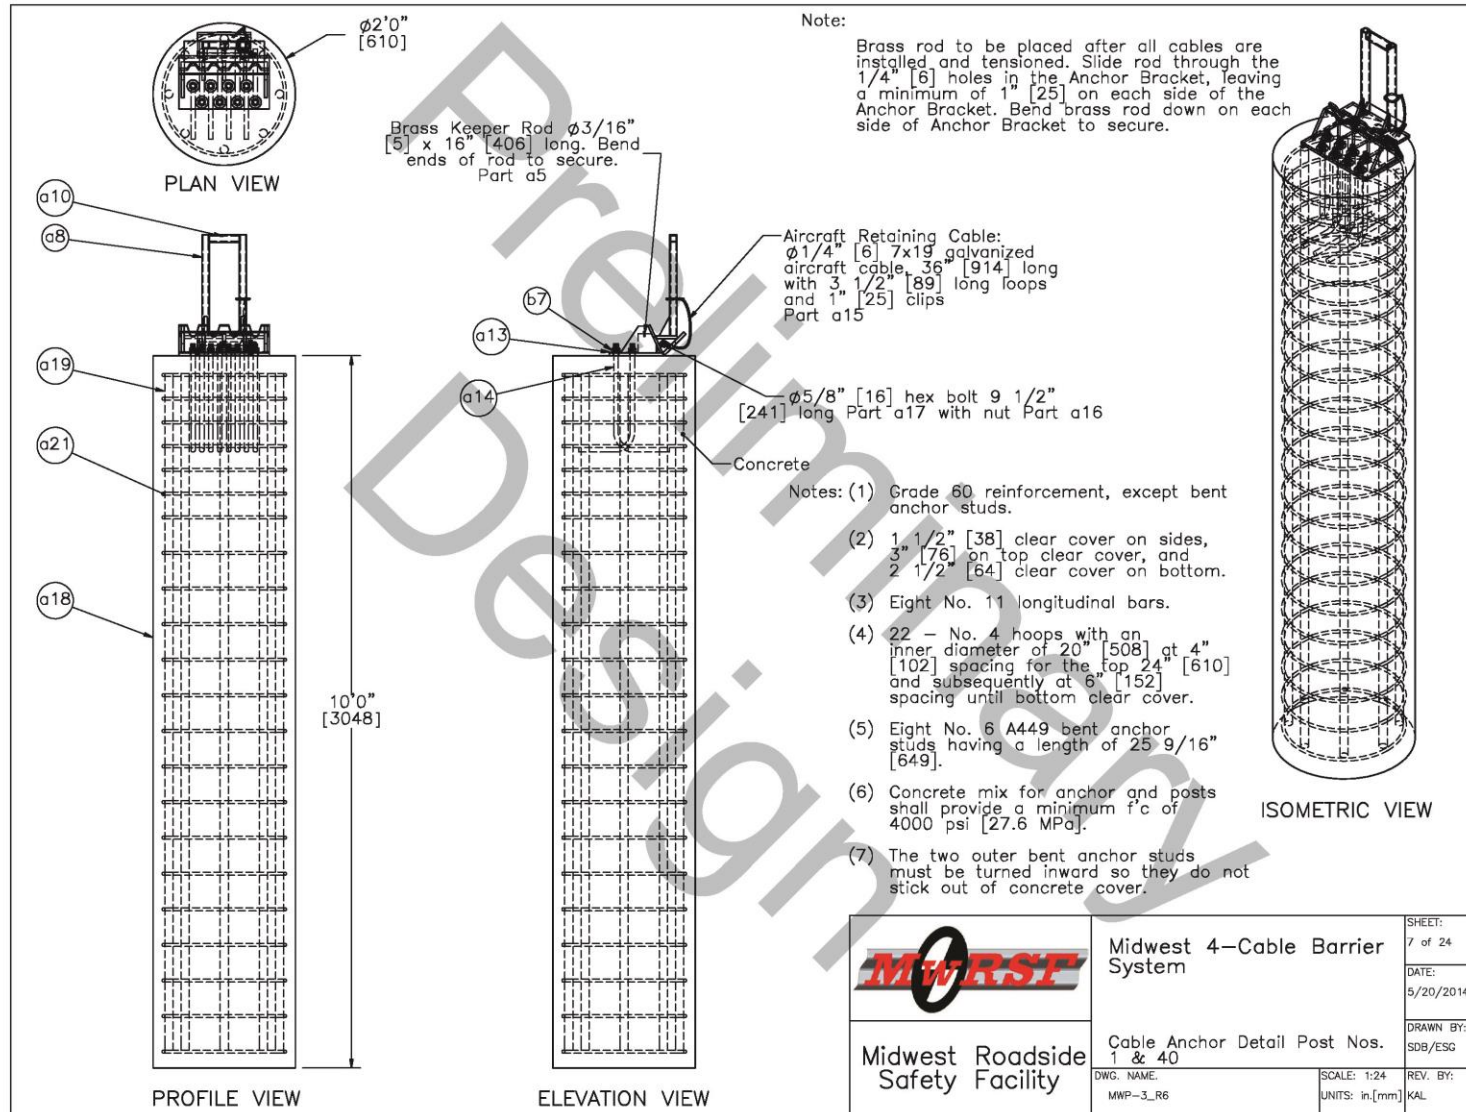 ø2'0"
[610]
PLAN VIEW
Brass Keeper Rod ø3/16"
[5] x 16" [406] long. Bend
ends of rod to secure.
Part a5
Note:
Brass rod to be placed after all cables are
installed and tensioned. Slide rod through the
1/4" [6] holes in the Anchor Bracket, leaving
a minimum of 1" [25] on each side of the
Anchor Bracket. Bend brass rod down on each
side of Anchor Bracket to secure.
a10
a8
a19
a21
a18
10'0"
[3048]
PROFILE VIEW
b7
a13
a14
Aircraft Retaining Cable:
ø1/4" [6] 7x19 galvanized
aircraft cable, 36" [914] long
with 3 1/2" [89] long loops
and 1" [25] clips
Part a15
ø5/8" [16] hex bolt 9 1/2"
[241] long Part a17 with nut Part a16
Concrete
ELEVATION VIEW
Notes: (1) Grade 60 reinforcement, except bent
anchor studs.
(2) 1 1/2" [38] clear cover on sides,
3" [76] on top clear cover, and
2 1/2" [64] clear cover on bottom.
(3) Eight No. 11 longitudinal bars.
(4) 22 – No. 4 hoops with an
inner diameter of 20" [508] at 4"
[102] spacing for the top 24" [610]
and subsequently at 6" [152]
spacing until bottom clear cover.
(5) Eight No. 6 A449 bent anchor
studs having a length of 25 9/16"
[649].
(6) Concrete mix for anchor and posts
shall provide a minimum f'c of
4000 psi [27.6 MPa].
(7) The two outer bent anchor studs
must be turned inward so they do not
stick out of concrete cover.
ISOMETRIC VIEW
Preliminary
Design
MWRSF
Midwest Roadside
Safety Facility
Midwest 4–Cable Barrier
System
Cable Anchor Detail Post Nos.
1 & 40
DWG. NAME.
MWP–3_R6
SCALE: 1:24
UNITS: in.[mm]
SHEET:
7 of 24
DATE:
5/20/2014
DRAWN BY:
SDB/ESG
REV. BY:
KAL